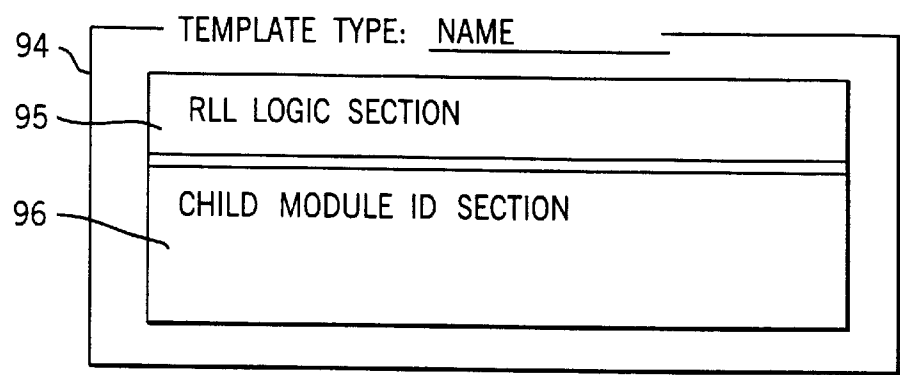 TEMPLATE TYPE: NAME
94
95
RLL LOGIC SECTION
96
CHILD MODULE ID SECTION